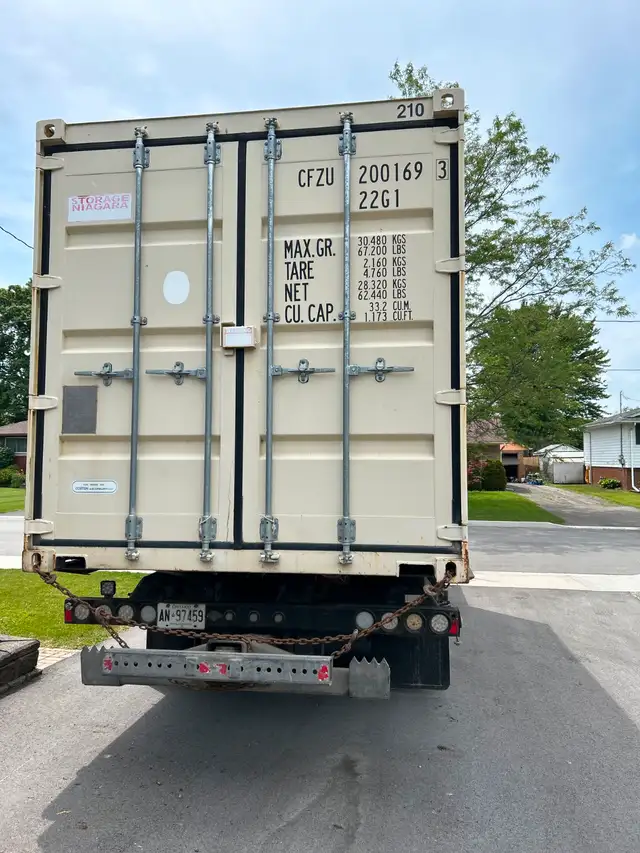 210
STORAGE
NIAGARA
CFZU 200169 3
22G1
MAX.GR. 30.480 KGS
67.200 LBS
TARE 2.160 KGS
4.760 LBS
NET 28.320 KGS
62.440 LBS
CU. CAP. 33.2 CU.M.
1.173 CU.FT.
AN 97459